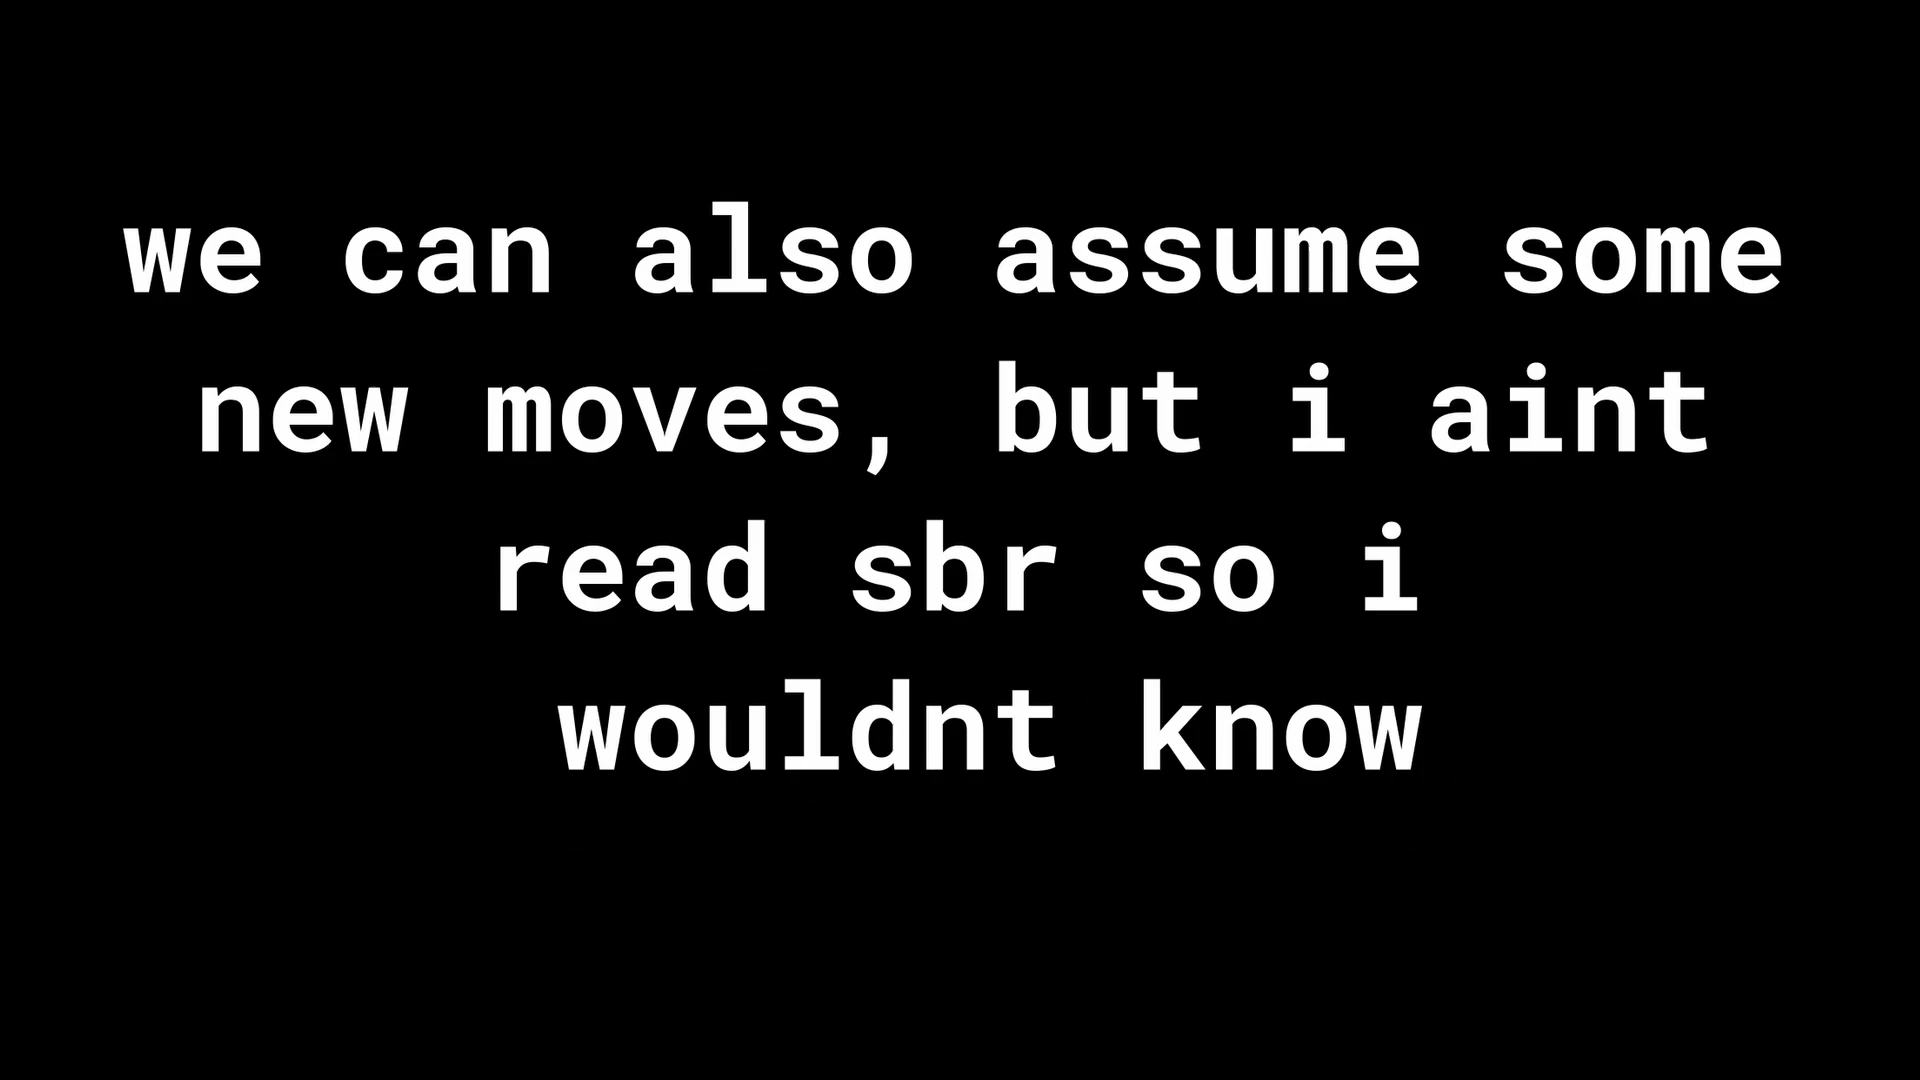 we can also assume some
new moves, but i aint
read sbr so i
wouldnt know